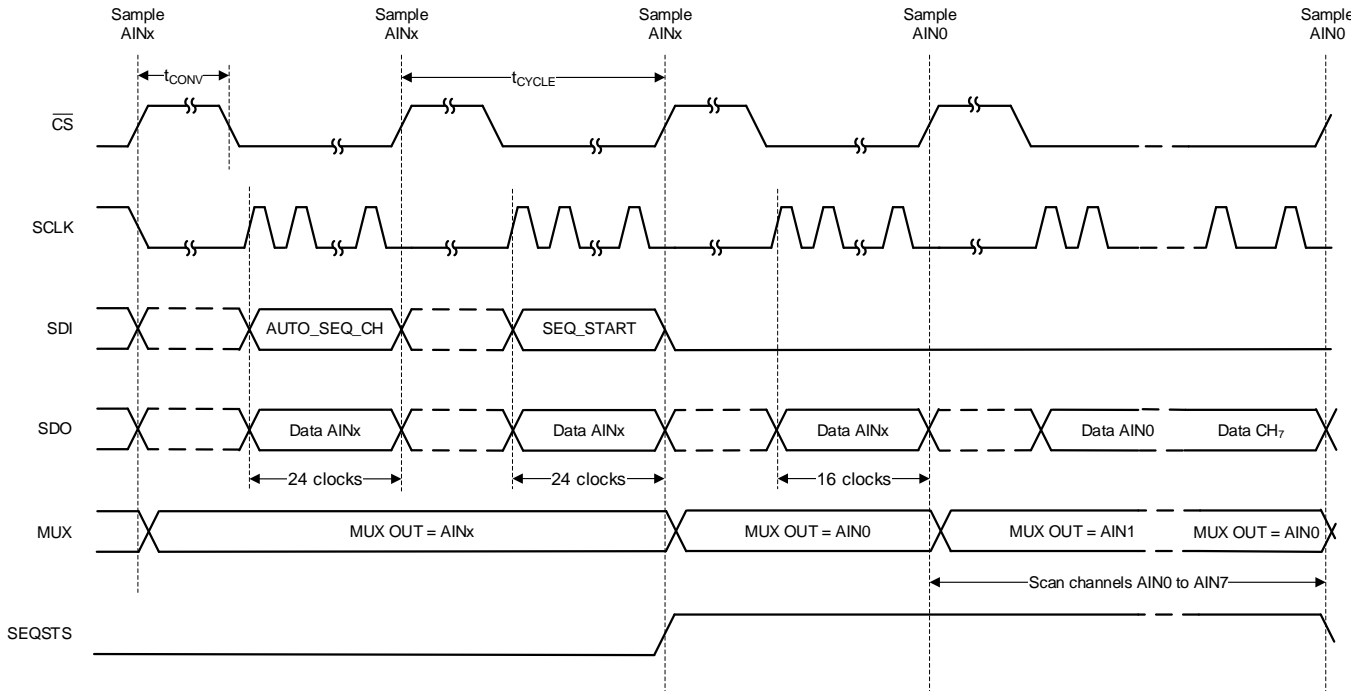 Sample
AINx
Sample
AINx
Sample
AINx
Sample
AIN0
Sample
AIN0
tCONV
tCYCLE
CS
SCLK
SDI
AUTO_SEQ_CH
SEQ_START
SDO
Data AINx
Data AINx
Data AINx
Data AIN0
Data CH7
24 clocks
24 clocks
16 clocks
MUX
MUX OUT = AINx
MUX OUT = AIN0
MUX OUT = AIN1
MUX OUT = AIN0
Scan channels AIN0 to AIN7
SEQSTS